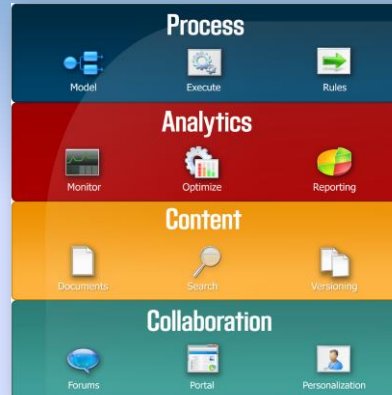 Process
Model Execute Rules
Analytics
Monitor Optimize Reporting
Content
Documents Search Versioning
Collaboration
Forums Portal Personalization